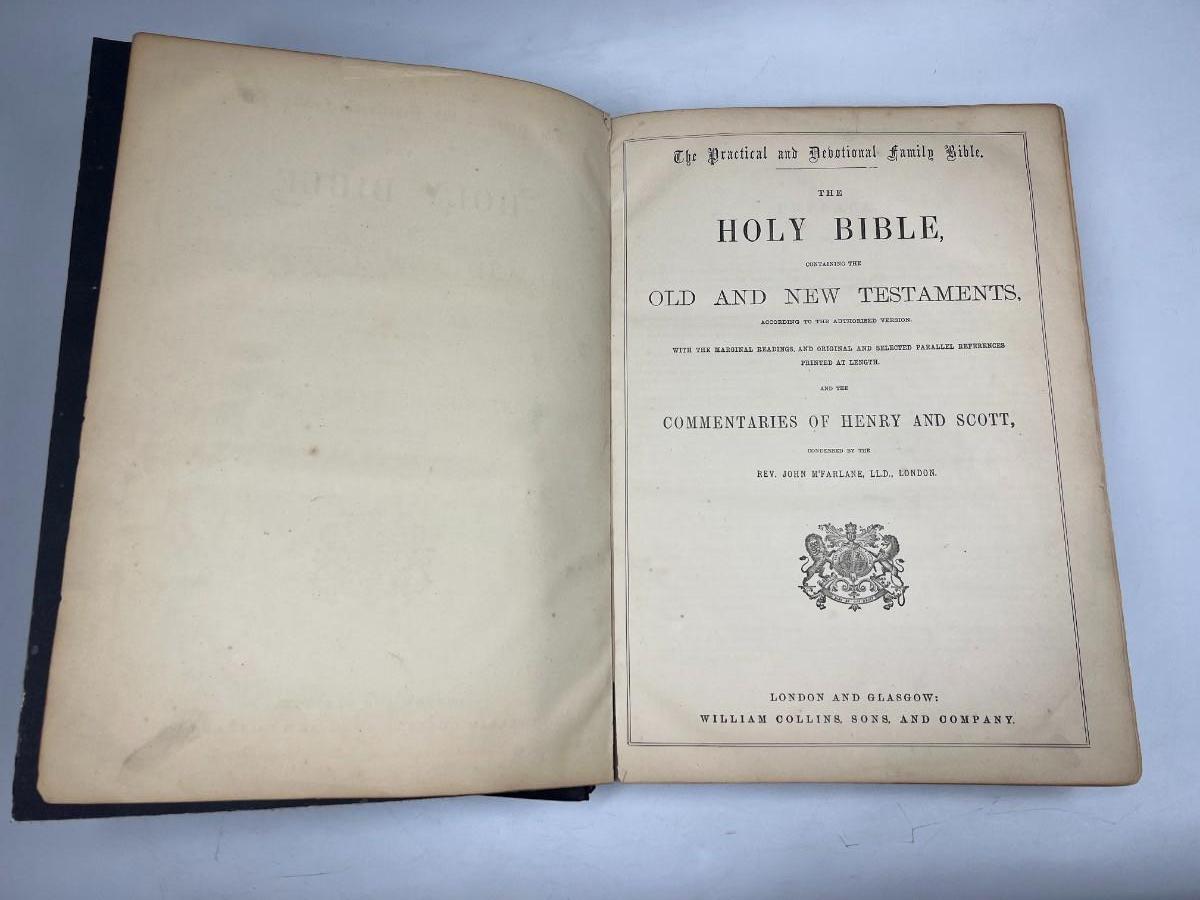 The Practical and Devotional Family Bible.
THE
HOLY BIBLE,
CONTAINING THE
OLD AND NEW TESTAMENTS,
ACCORDING TO THE AUTHORISED VERSION.
WITH THE MARGINAL READINGS, AND ORIGINAL AND SELECTED PARALLEL REFERENCES
PRINTED AT LENGTH.
AND THE
COMMENTARIES OF HENRY AND SCOTT,
CONDENSED BY THE
REV. JOHN M'FARLANE, LL.D., LONDON.
LONDON AND GLASGOW:
WILLIAM COLLINS, SONS, AND COMPANY.